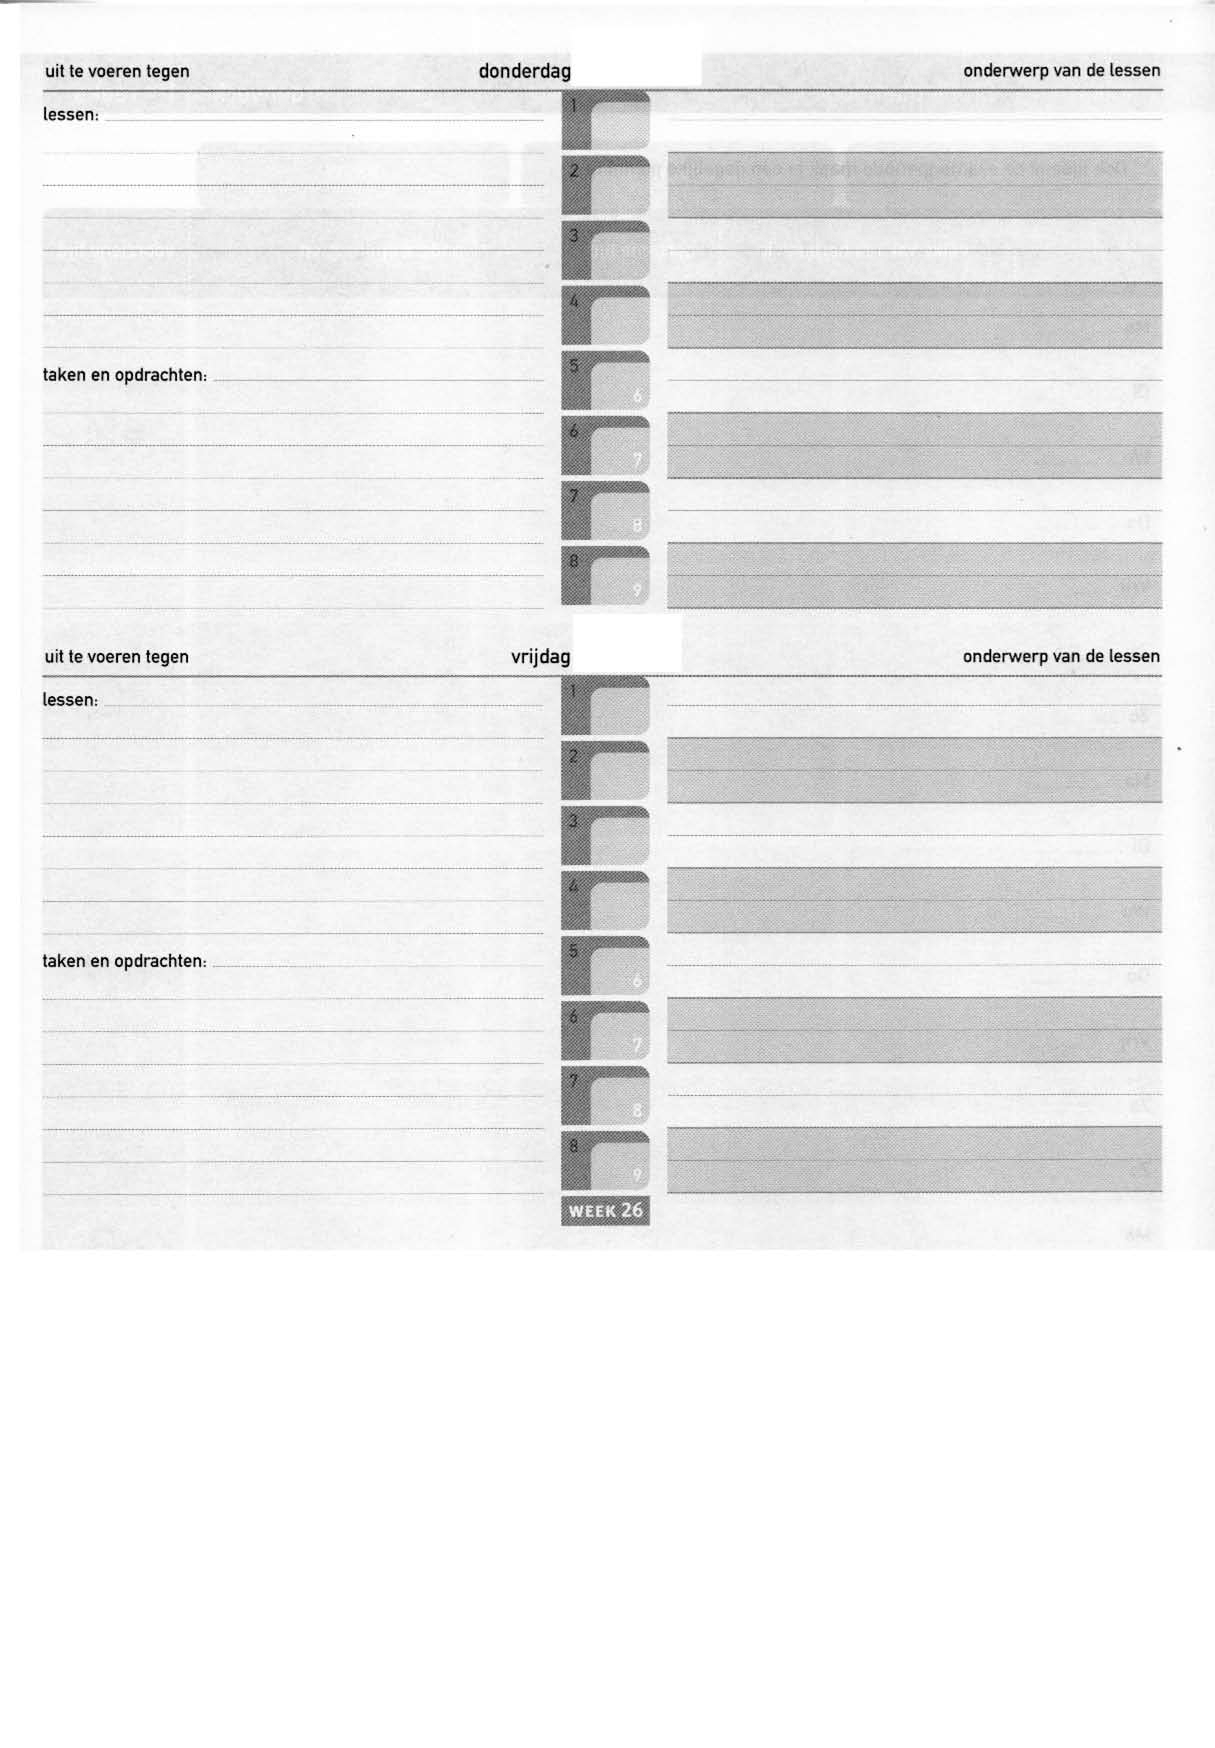 uit te voeren tegen donderdag onderwerp van de lessen
lessen:
1
2
3
4
taken en opdrachten:
5 6
6 7
7 8
8 9
uit te voeren tegen vrijdag onderwerp van de lessen
lessen:
1
2
3
4
taken en opdrachten:
5 6
6 7
7 8
8 9
WEEK 26